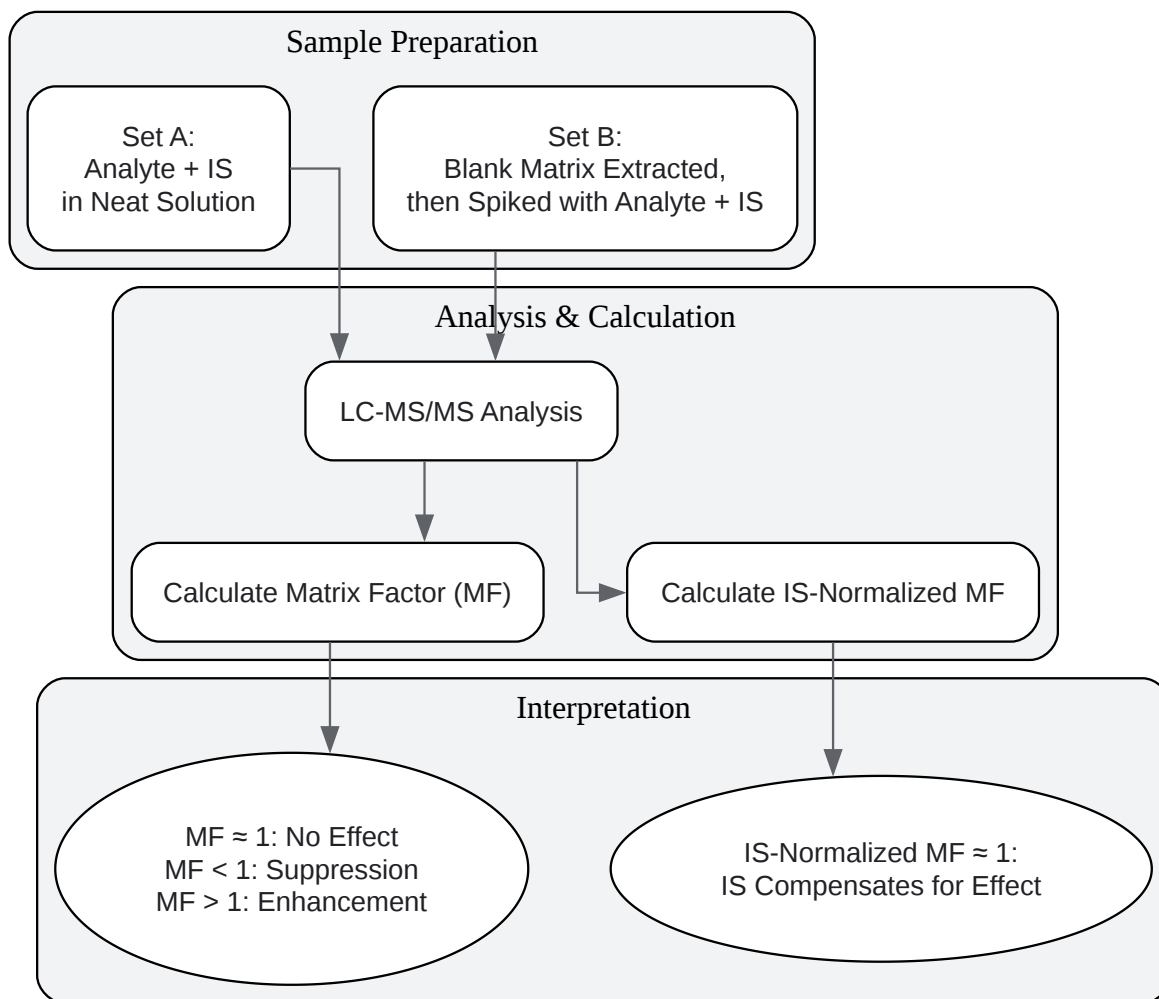 Sample Preparation
Set A:
Analyte + IS
in Neat Solution
Set B:
Blank Matrix Extracted,
then Spiked with Analyte + IS
Analysis & Calculation
LC-MS/MS Analysis
Calculate Matrix Factor (MF)
Calculate IS-Normalized MF
Interpretation
MF ≈ 1: No Effect
MF < 1: Suppression
MF > 1: Enhancement
IS-Normalized MF ≈ 1:
IS Compensates for Effect